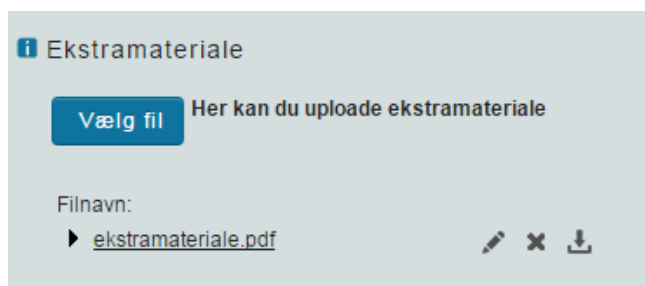 Ekstramateriale
Vælg fil
Her kan du uploade ekstramateriale
Filnavn:
ekstramateriale.pdf